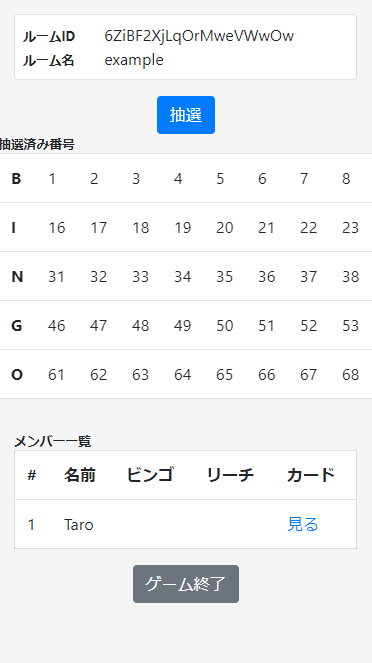 ルームID 6ZiBF2XjLqOrMweVWwOw
ルーム名 example
抽選
抽選済み番号
B 1 2 3 4 5 6 7 8
I 16 17 18 19 20 21 22 23
N 31 32 33 34 35 36 37 38
G 46 47 48 49 50 51 52 53
O 61 62 63 64 65 66 67 68
メンバー一覧
# 名前 ビンゴ リーチ カード
1 Taro 見る
ゲーム終了